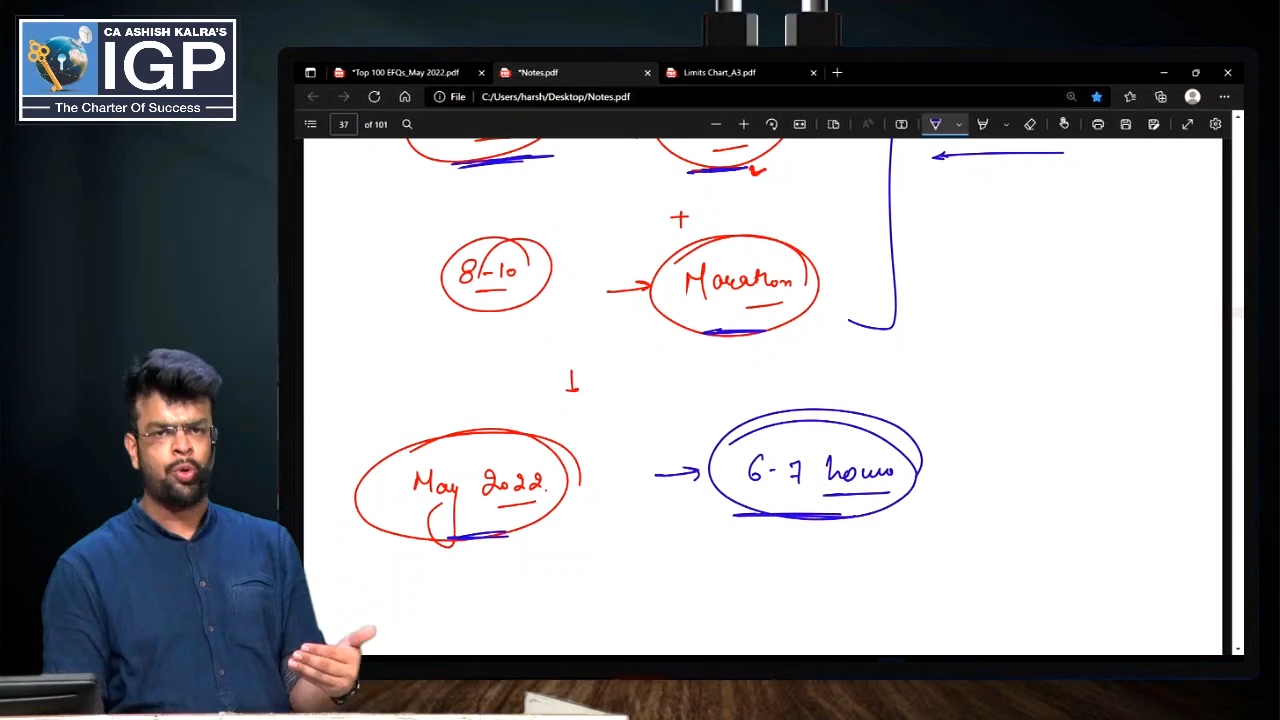 CA ASHISH KALRA'S
IGP
The Charter Of Success
*Top 100 EFQs_May 2022.pdf
*Notes.pdf
Limits Chart_A3.pdf
File
C:/Users/harsh/Desktop/Notes.pdf
37 of 101
+
8-10 → Marathon
May 2022. → 6-7 hours